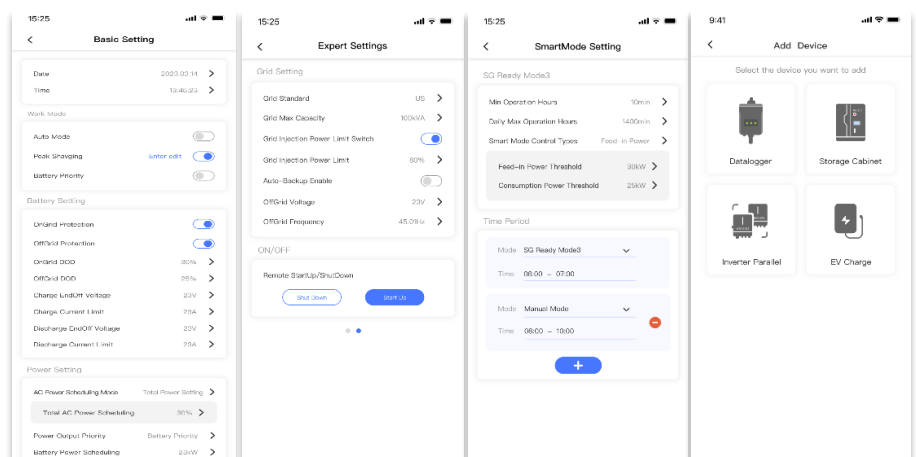 15:25
Basic Setting
Date 2023.03.14
Time 13:45:23
Work Mode
Auto Mode
Peak Shavging Enter edit
Battery Priority
Battery Setting
OnGrid Protection
OffGrid Protection
OnGrid DOD 30%
OffGrid DOD 25%
Charge EndOff Voltage 23V
Charge Current Limit 23A
Discharge EndOff Voltage 23V
Discharge Current Limit 23A
Power Setting
AC Power Scheduling Mode Total Power Setting
Total AC Power Scheduling 30%
Power Output Priority Battery Priority
Battery Power Scheduling 23kW
15:25
Expert Settings
Grid Setting
Grid Standard US
Grid Max Capacity 100kVA
Grid Injection Power Limit Switch
Grid Injection Power Limit 80%
Auto-Backup Enable
OffGrid Voltage 23V
OffGrid Frequency 45.01Hz
ON/OFF
Remote StartUp/ShutDown
Shut Down Start Up
15:25
SmartMode Setting
SG Ready Mode3
Min Operation Hours 10min
Daily Max Operation Hours 1400min
Smart Mode Control Types Feed-in Power
Feed-in Power Threshold 30kW
Consumption Power Threshold 25kW
Time Period
Mode SG Ready Mode3
Time 06:00 - 07:00
Mode Manual Mode
Time 08:00 - 10:00
9:41
Add Device
Select the device you want to add
Datalogger Storage Cabinet
Inverter Parallel EV Charge